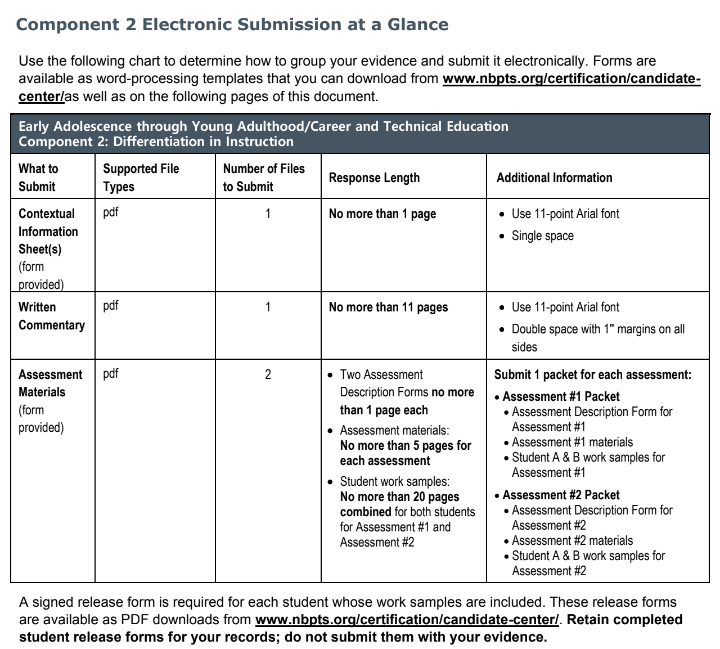 Component 2 Electronic Submission at a Glance
Use the following chart to determine how to group your evidence and submit it electronically. Forms are
available as word-processing templates that you can download from www.nbpts.org/certification/candidate-
center/as well as on the following pages of this document.
Early Adolescence through Young Adulthood/Career and Technical Education
Component 2: Differentiation in Instruction
What to
Submit
Supported File
Types
Number of Files
to Submit
Response Length
Additional Information
Contextual
Information
Sheet(s)
(form
provided)
pdf
1
No more than 1 page
• Use 11-point Arial font
• Single space
Written
Commentary
pdf
1
No more than 11 pages
• Use 11-point Arial font
• Double space with 1" margins on all
sides
Assessment
Materials
(form
provided)
pdf
2
• Two Assessment
Description Forms no more
than 1 page each
• Assessment materials:
No more than 5 pages for
each assessment
• Student work samples:
No more than 20 pages
combined for both students
for Assessment #1 and
Assessment #2
Submit 1 packet for each assessment:
• Assessment #1 Packet
• Assessment Description Form for
Assessment #1
• Assessment #1 materials
• Student A & B work samples for
Assessment #1
• Assessment #2 Packet
• Assessment Description Form for
Assessment #2
• Assessment #2 materials
• Student A & B work samples for
Assessment #2
A signed release form is required for each student whose work samples are included. These release forms
are available as PDF downloads from www.nbpts.org/certification/candidate-center/. Retain completed
student release forms for your records; do not submit them with your evidence.